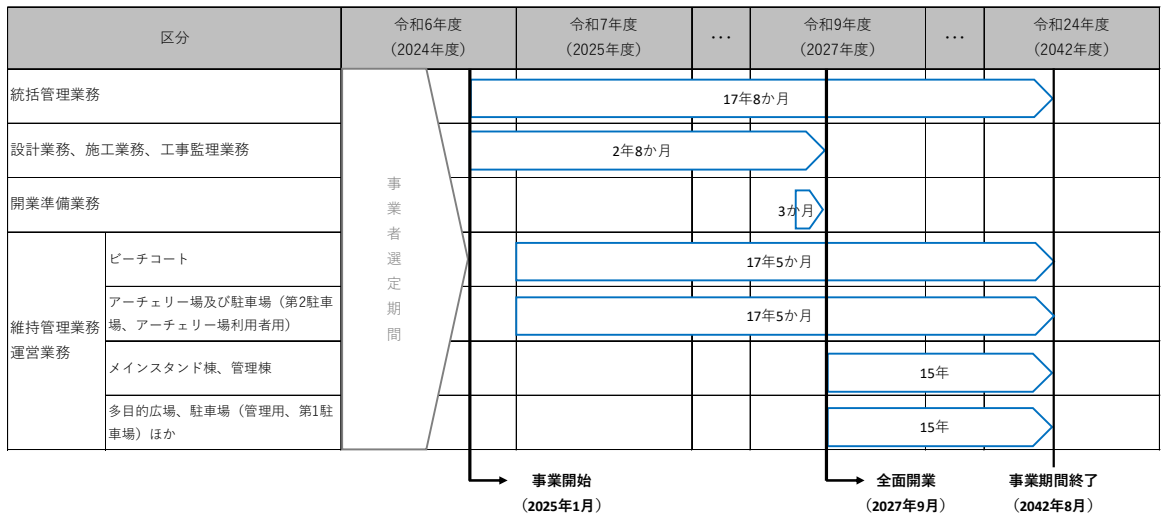 区分
令和6年度
(2024年度)
令和7年度
(2025年度)
…
令和9年度
(2027年度)
…
令和24年度
(2042年度)
統括管理業務
17年8か月
設計業務、施工業務、工事監理業務
2年8か月
事業者選定期間
開業準備業務
3か月
維持管理業務
運営業務
ビーチコート
17年5か月
アーチェリー場及び駐車場（第2駐車
場、アーチェリー場利用者用）
17年5か月
メインスタンド棟、管理棟
15年
多目的広場、駐車場（管理用、第1駐
車場）ほか
15年
事業開始
（2025年1月）
全面開業
（2027年9月）
事業期間終了
（2042年8月）